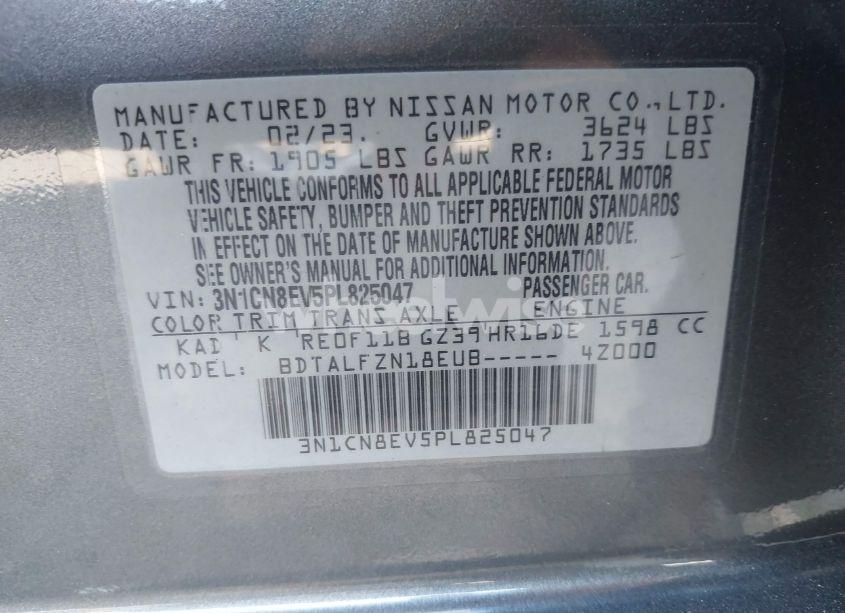 MANUFACTURED BY NISSAN MOTOR CO., LTD.
DATE: 02/23. GVWR: 3624 LBS
GAWR FR: 1905 LBS GAWR RR: 1735 LBS
THIS VEHICLE CONFORMS TO ALL APPLICABLE FEDERAL MOTOR
VEHICLE SAFETY, BUMPER AND THEFT PREVENTION STANDARDS
IN EFFECT ON THE DATE OF MANUFACTURE SHOWN ABOVE.
SEE OWNER'S MANUAL FOR ADDITIONAL INFORMATION.
VIN: 3N1CN8EV5PL825047 PASSENGER CAR.
COLOR TRIM TRANS AXLE ENGINE
KAD K RE0F11B GZ39 HR16DE 1598 CC
MODEL: BDTALFZN18EUB----- 4Z000
3N1CN8EV5PL825047